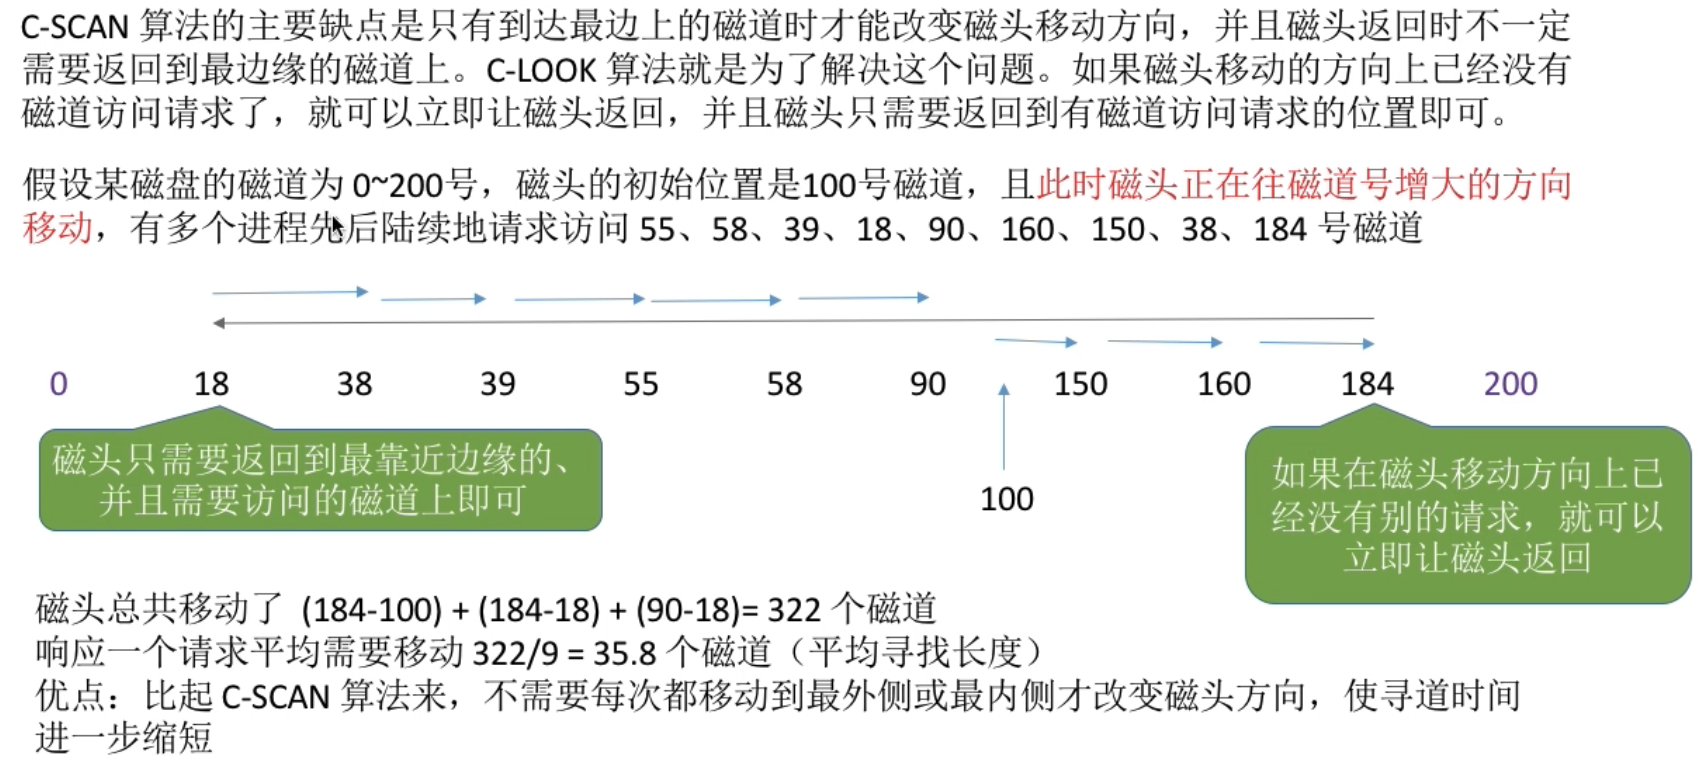 C-SCAN 算法的主要缺点是只有到达最边上的磁道时才能改变磁头移动方向，并且磁头返回时不一定
需要返回到最边缘的磁道上。C-LOOK 算法就是为了解决这个问题。如果磁头移动的方向上已经没有
磁道访问请求了，就可以立即让磁头返回，并且磁头只需要返回到有磁道访问请求的位置即可。
假设某磁盘的磁道为 0~200号，磁头的初始位置是100号磁道，且此时磁头正在往磁道号增大的方向
移动，有多个进程先后陆续地请求访问 55、58、39、18、90、160、150、38、184 号磁道
0 18 38 39 55 58 90 150 160 184 200
磁头只需要返回到最靠近边缘的、
并且需要访问的磁道上即可
100
如果在磁头移动方向上已
经没有别的请求，就可以
立即让磁头返回
磁头总共移动了 (184-100) + (184-18) + (90-18)= 322 个磁道
响应一个请求平均需要移动 322/9 = 35.8 个磁道（平均寻找长度）
优点：比起 C-SCAN 算法来，不需要每次都移动到最外侧或最内侧才改变磁头方向，使寻道时间
进一步缩短